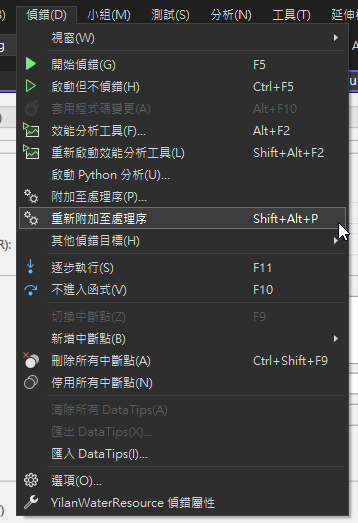 偵錯(D) 小組(M) 測試(S) 分析(N) 工具(T) 延伸
視窗(W)
開始偵錯(G) F5
啟動但不偵錯(H) Ctrl+F5
套用程式碼變更(A) Alt+F10
效能分析工具(F)... Alt+F2
重新啟動效能分析工具(L) Shift+Alt+F2
啟動 Python 分析(U)...
附加至處理序(P)...
重新附加至處理序 Shift+Alt+P
R):
其他偵錯目標(H)
逐步執行(S) F11
不進入函式(V) F10
切換中斷點(Z) F9
新增中斷點(B)
刪除所有中斷點(A) Ctrl+Shift+F9
停用所有中斷點(N)
清除所有 DataTips(A)
匯出 DataTips(X)...
匯入 DataTips(I)...
選項(O)...
YilanWaterResource 偵錯屬性